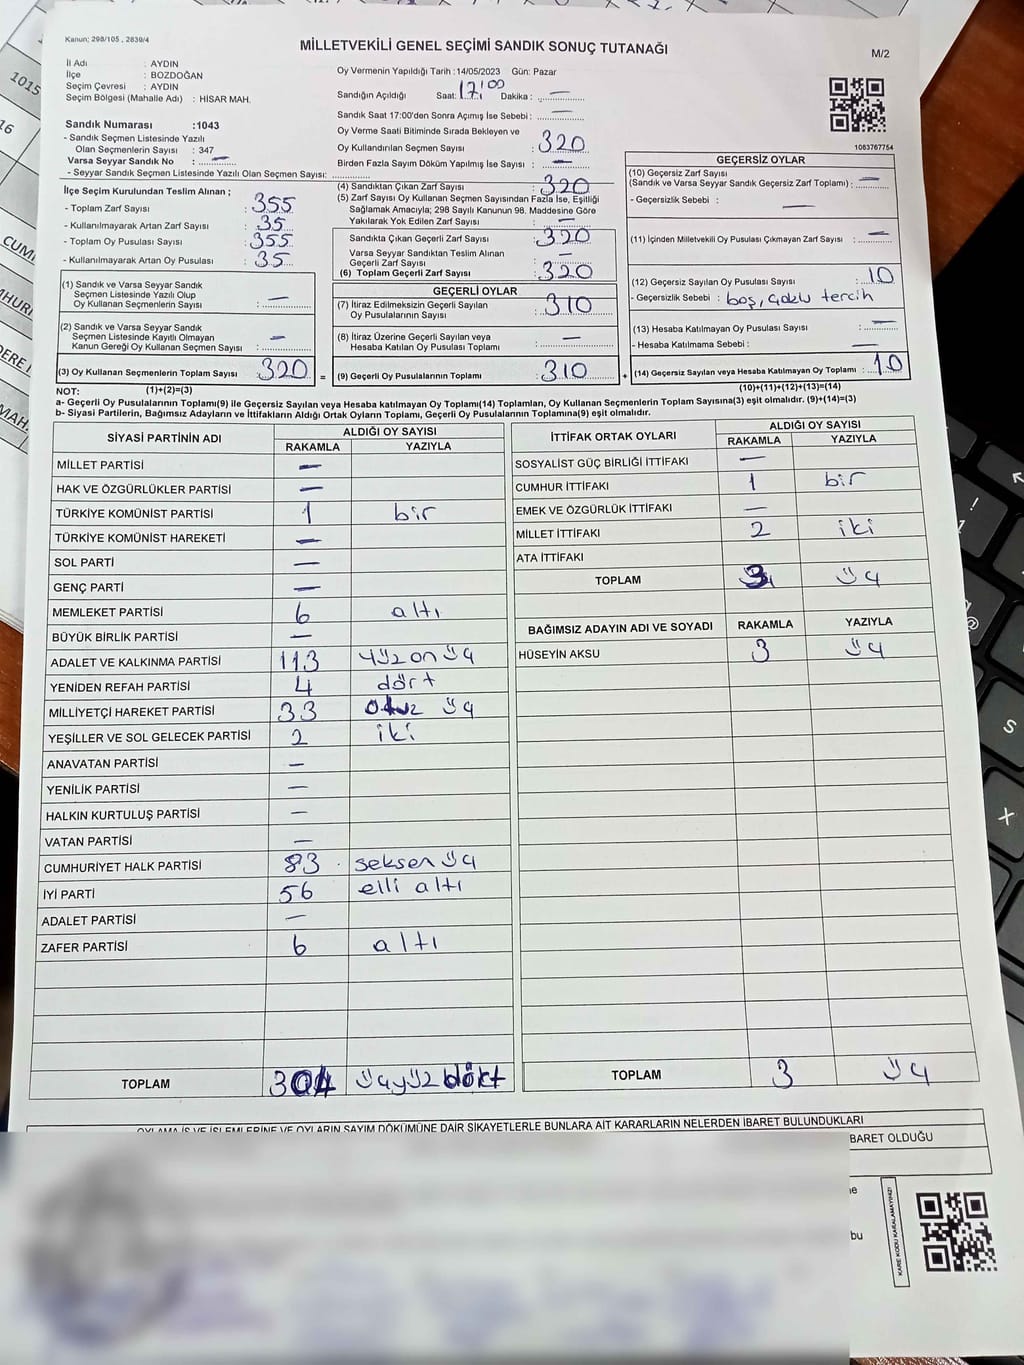 Kanun; 298/105 , 2839/4
MİLLETVEKİLİ GENEL SEÇİMİ SANDIK SONUÇ TUTANAĞI
M/2
İl Adı : AYDIN
İlçe : BOZDOĞAN
Seçim Çevresi : AYDIN
Seçim Bölgesi (Mahalle Adı) : HİSAR MAH.
Sandık Numarası :1043
- Sandık Seçmen Listesinde Yazılı
Olan Seçmenlerin Sayısı : 347
Varsa Seyyar Sandık No : —
- Seyyar Sandık Seçmen Listesinde Yazılı Olan Seçmen Sayısı:
Oy Vermenin Yapıldığı Tarih :14/05/2023 Gün: Pazar
Sandığın Açıldığı Saat: 17:00 Dakika : —
Sandık Saat 17:00'den Sonra Açımış İse Sebebi : —
Oy Verme Saati Bitiminde Sırada Bekleyen ve
Oy Kullandırılan Seçmen Sayısı : 320
Birden Fazla Sayım Döküm Yapılmış İse Sayısı : —
1063767754
İlçe Seçim Kurulundan Teslim Alınan ;
- Toplam Zarf Sayısı : 355
- Kullanılmayarak Artan Zarf Sayısı : 35
- Toplam Oy Pusulası Sayısı : 355
- Kullanılmayarak Artan Oy Pusulası : 35
(1) Sandık ve Varsa Seyyar Sandık
Seçmen Listesinde Yazılı Olup
Oy Kullanan Seçmenlerin Sayısı : —
(2) Sandık ve Varsa Seyyar Sandık
Seçmen Listesinde Kayıtlı Olmayan
Kanun Gereği Oy Kullanan Seçmen Sayısı : —
(3) Oy Kullanan Seçmenlerin Toplam Sayısı : 320 =
(4) Sandıktan Çıkan Zarf Sayısı : 320
(5) Zarf Sayısı Oy Kullanan Seçmen Sayısından Fazla İse, Eşitliği
Sağlamak Amacıyla; 298 Sayılı Kanunun 98. Maddesine Göre
Yakılarak Yok Edilen Zarf Sayısı : —
Sandıkta Çıkan Geçerli Zarf Sayısı : 320
Varsa Seyyar Sandıktan Teslim Alınan
Geçerli Zarf Sayısı : —
(6) Toplam Geçerli Zarf Sayısı : 320
GEÇERLİ OYLAR
(7) İtiraz Edilmeksizin Geçerli Sayılan
Oy Pusulalarının Sayısı : 310
(8) İtiraz Üzerine Geçerli Sayılan veya
Hesaba Katılan Oy Pusulası Toplamı : —
(9) Geçerli Oy Pusulalarının Toplamı : 310 +
GEÇERSİZ OYLAR
(10) Geçersiz Zarf Sayısı
(Sandık ve Varsa Seyyar Sandık Geçersiz Zarf Toplamı) : —
- Geçersizlik Sebebi : —
(11) İçinden Milletvekili Oy Pusulası Çıkmayan Zarf Sayısı : —
(12) Geçersiz Sayılan Oy Pusulası Sayısı : 10
- Geçersizlik Sebebi : boş, çoklu tercih
(13) Hesaba Katılmayan Oy Pusulası Sayısı : —
- Hesaba Katılmama Sebebi : —
(14) Geçersiz Sayılan veya Hesaba Katılmayan Oy Toplamı : 10
NOT: (1)+(2)=(3) (10)+(11)+(12)+(13)=(14)
a- Geçerli Oy Pusulalarının Toplamı(9) ile Geçersiz Sayılan veya Hesaba katılmayan Oy Toplamı(14) Toplamları, Oy Kullanan Seçmenlerin Toplam Sayısına(3) eşit olmalıdır. (9)+(14)=(3)
b- Siyasi Partilerin, Bağımsız Adayların ve İttifakların Aldığı Ortak Oyların Toplamı, Geçerli Oy Pusulalarının Toplamına(9) eşit olmalıdır.
SİYASİ PARTİNİN ADI ALDIĞI OY SAYISI
RAKAMLA YAZIYLA
MİLLET PARTİSİ —
HAK VE ÖZGÜRLÜKLER PARTİSİ —
TÜRKİYE KOMÜNİST PARTİSİ 1 bir
TÜRKİYE KOMÜNİST HAREKETİ —
SOL PARTİ —
GENÇ PARTİ —
MEMLEKET PARTİSİ 6 altı
BÜYÜK BİRLİK PARTİSİ —
ADALET VE KALKINMA PARTİSİ 113 yüz on üç
YENİDEN REFAH PARTİSİ 4 dört
MİLLİYETÇİ HAREKET PARTİSİ 33 otuz üç
YEŞİLLER VE SOL GELECEK PARTİSİ 2 iki
ANAVATAN PARTİSİ —
YENİLİK PARTİSİ —
HALKIN KURTULUŞ PARTİSİ —
VATAN PARTİSİ —
CUMHURİYET HALK PARTİSİ 83 seksen üç
İYİ PARTİ 56 elli altı
ADALET PARTİSİ —
ZAFER PARTİSİ 6 altı
TOPLAM 304 üçyüz dört
İTTİFAK ORTAK OYLARI ALDIĞI OY SAYISI
RAKAMLA YAZIYLA
SOSYALİST GÜÇ BİRLİĞİ İTTİFAKI —
CUMHUR İTTİFAKI 1 bir
EMEK VE ÖZGÜRLÜK İTTİFAKI —
MİLLET İTTİFAKI 2 iki
ATA İTTİFAKI
TOPLAM 3 üç
BAĞIMSIZ ADAYIN ADI VE SOYADI RAKAMLA YAZIYLA
HÜSEYİN AKSU 3 üç
TOPLAM 3 üç
OYLAMA İŞ VE İŞLEMLERİNE VE OYLARIN SAYIM DÖKÜMÜNE DAİR ŞİKAYETLERLE BUNLARA AİT KARARLARIN NELERDEN İBARET BULUNDUKLARI
BARET OLDUĞU
bu
KARE KODU KARALAMAYINIZ!
1015
16
CUM
DERE
MAH.